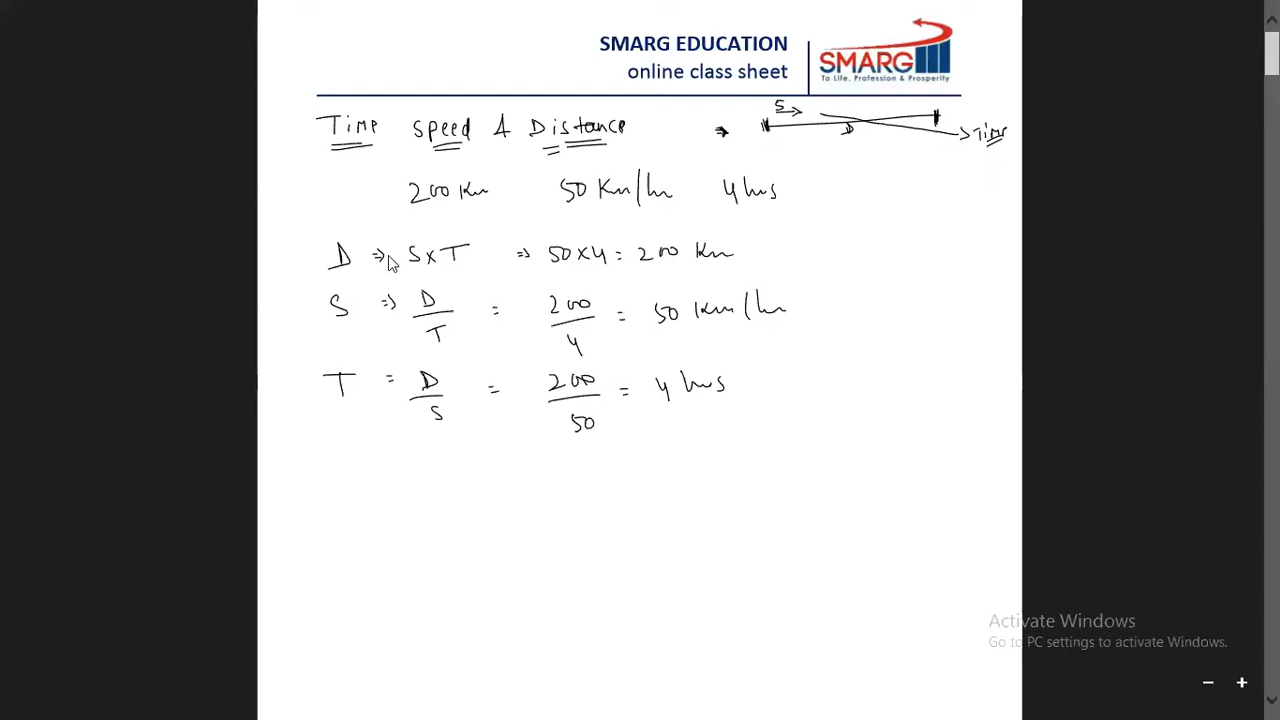 SMARG EDUCATION
online class sheet
SMARG
To Life, Profession & Prosperity
Time Speed & Distance ⇒ S→ D → Time
200 Km 50 Km/hr 4 hrs
D ⇒ S×T ⇒ 50×4 = 200 Km
S ⇒ D/T = 200/4 = 50 Km/hr
T = D/S = 200/50 = 4 hrs
Activate Windows
Go to PC settings to activate Windows.